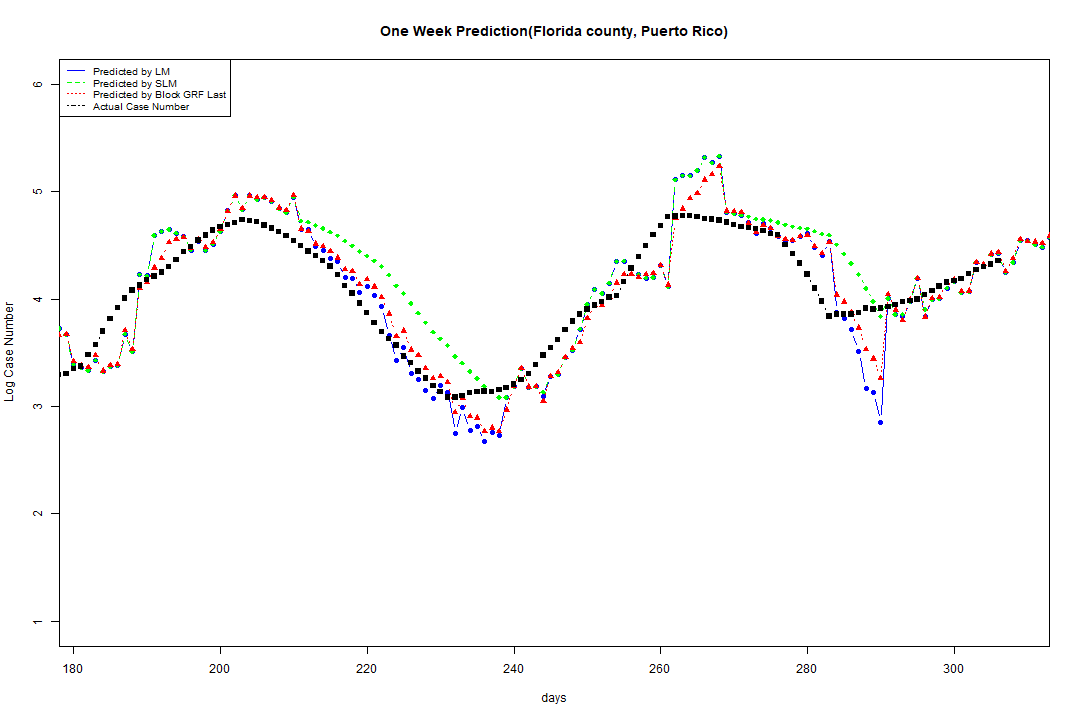 One Week Prediction(Florida county, Puerto Rico)
Predicted by LM
Predicted by SLM
Predicted by Block GRF Last
Actual Case Number
6
5
4
3
2
1
Log Case Number
180 200 220 240 260 280 300
days